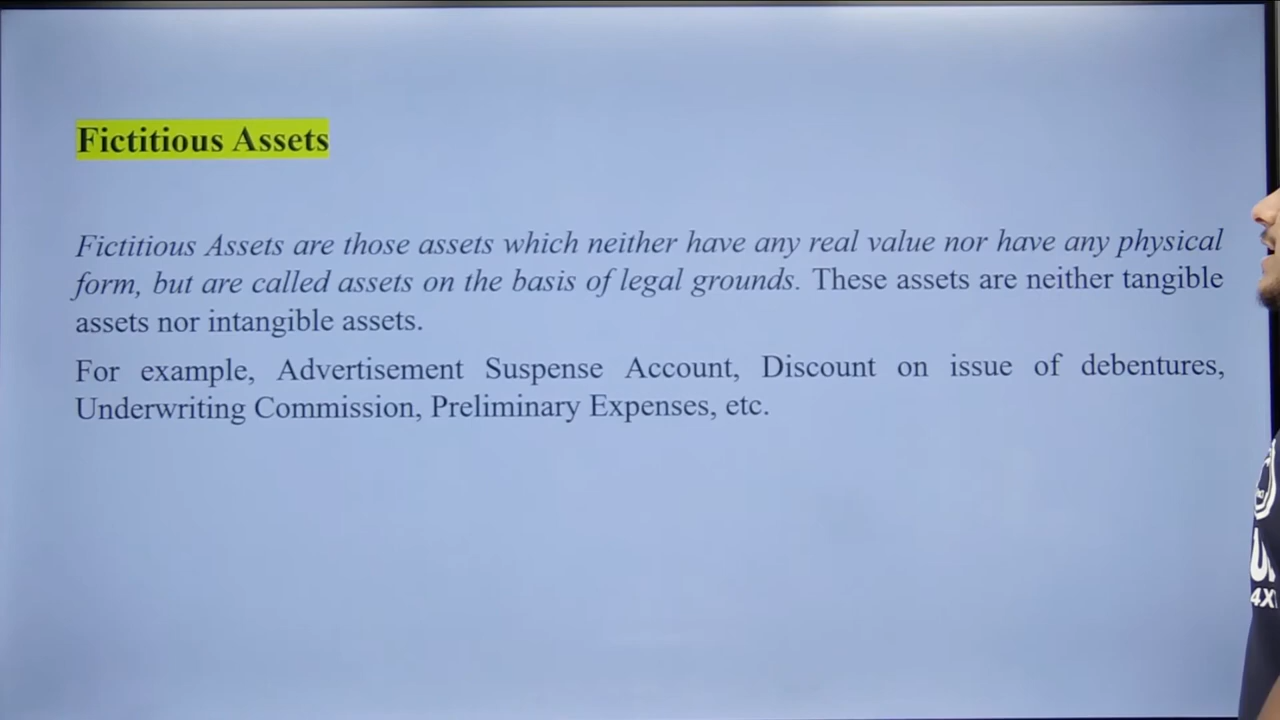 Fictitious Assets
Fictitious Assets are those assets which neither have any real value nor have any physical
form, but are called assets on the basis of legal grounds. These assets are neither tangible
assets nor intangible assets.
For example, Advertisement Suspense Account, Discount on issue of debentures,
Underwriting Commission, Preliminary Expenses, etc.